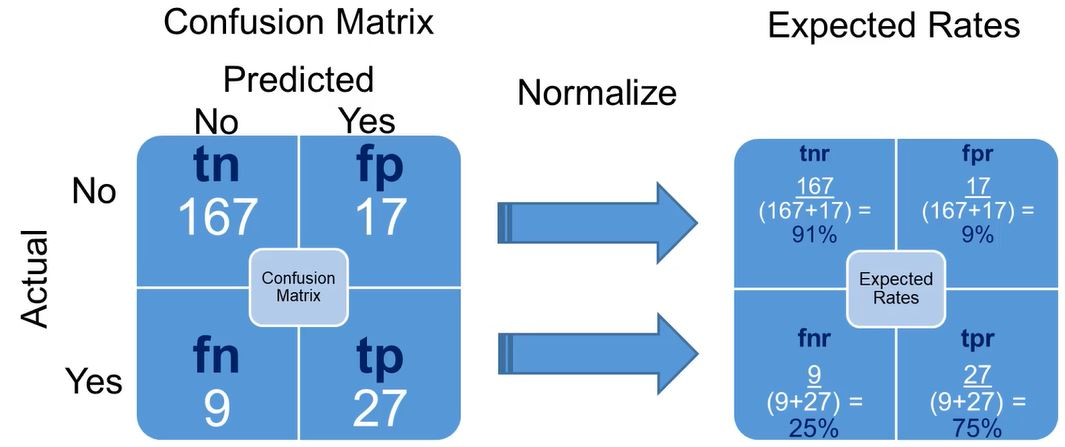 Confusion Matrix
Predicted
No Yes
Actual
No
Yes
tn
167
fp
17
fn
9
tp
27
Confusion
Matrix
Normalize
Expected Rates
tnr
167
(167+17) =
91%
fpr
17
(167+17) =
9%
fnr
9
(9+27) =
25%
tpr
27
(9+27) =
75%
Expected
Rates